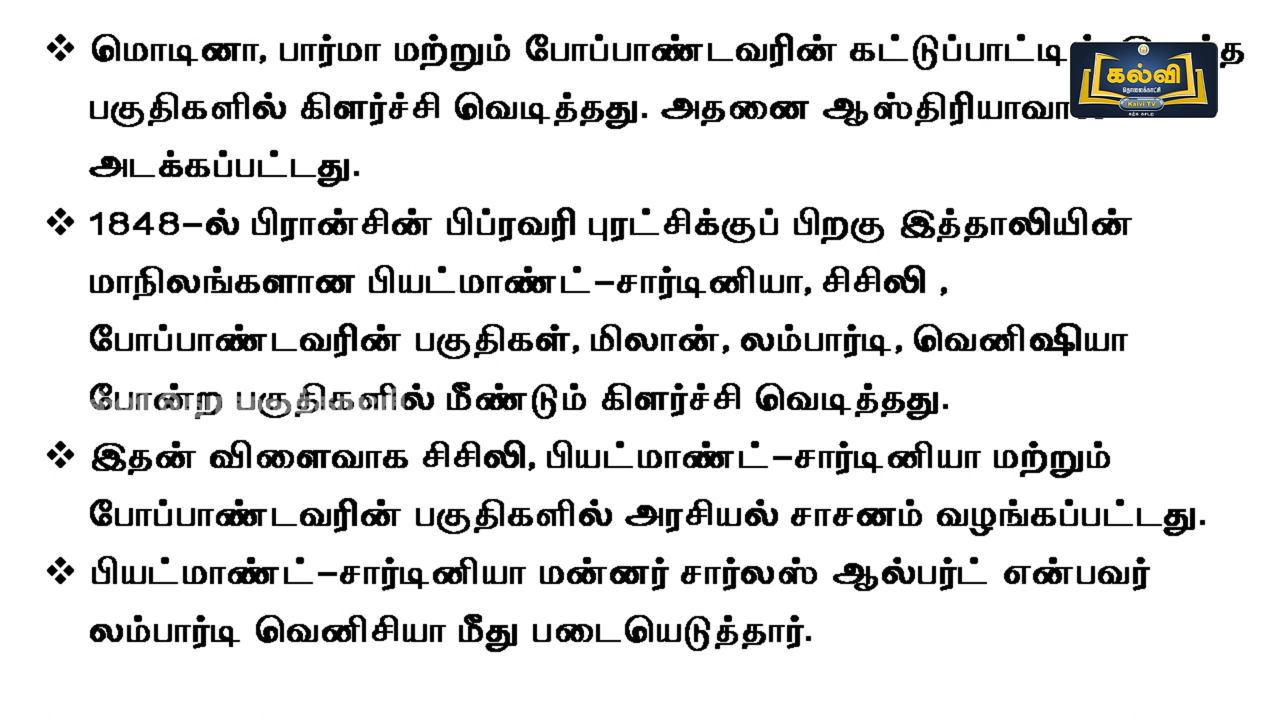 ❖ மொடினா, பார்மா மற்றும் போப்பாண்டவரின்
பகுதிகளில் கிளர்ச்சி வெடித்தது. அதனை
அடக்கப்பட்டது.
❖ 1848-ல் பிரான்சின் பிப்ரவரி புரட்சிக்குப் பிறகு இத்தாலியின்
மாநிலங்களான பியட்மாண்ட்-சார்டினியா, சிசிலி ,
போப்பாண்டவரின் பகுதிகள், மிலான், லம்பார்டி, வெனிஷியா
போன்ற பகுதிகளில் மீண்டும் கிளர்ச்சி வெடித்தது.
❖ இதன் விளைவாக சிசிலி, பியட்மாண்ட்-சார்டினியா மற்றும்
போப்பாண்டவரின் பகுதிகளில் அரசியல் சாசனம் வழங்கப்பட்டது.
❖ பியட்மாண்ட்-சார்டினியா மன்னர் சார்லஸ் ஆல்பர்ட் என்பவர்
லம்பார்டி வெனிசியா மீது படையெடுத்தார்.
கல்வி
தொலைக்காட்சி
Kalvi TV